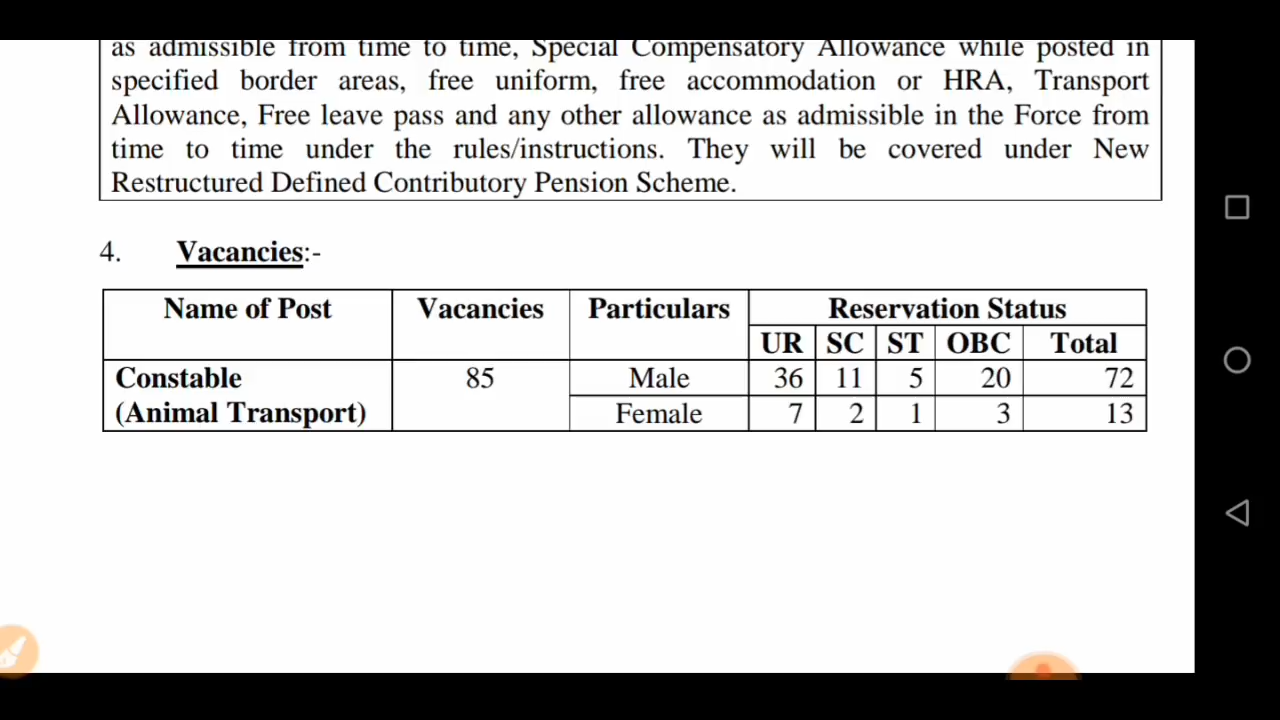 as admissible from time to time, Special Compensatory Allowance while posted in
specified border areas, free uniform, free accommodation or HRA, Transport
Allowance, Free leave pass and any other allowance as admissible in the Force from
time to time under the rules/instructions. They will be covered under New
Restructured Defined Contributory Pension Scheme.
4. Vacancies:-
Name of Post Vacancies Particulars Reservation Status
UR SC ST OBC Total
Constable 85 Male 36 11 5 20 72
(Animal Transport) Female 7 2 1 3 13